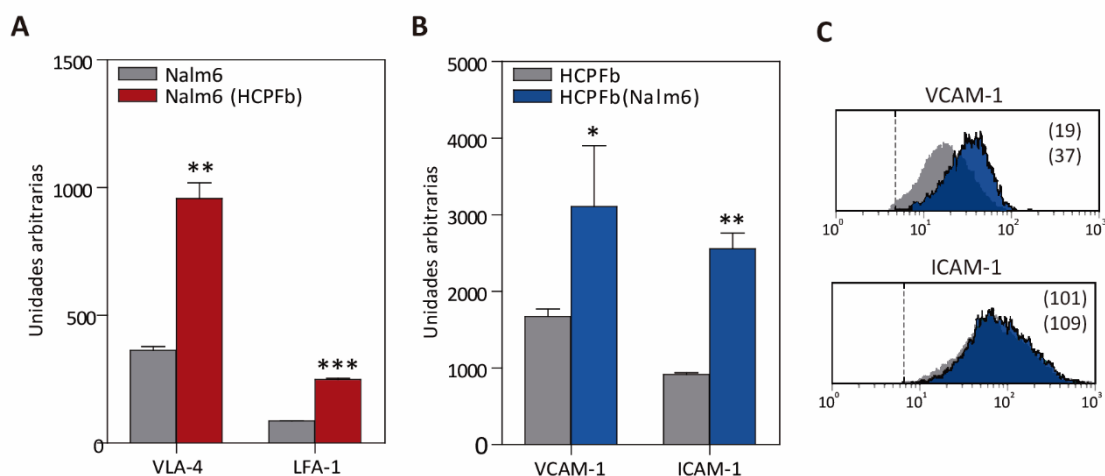 A
Unidades arbitrarias
1500
1000
500
0
Nalm6
Nalm6 (HCPFb)
**
***
VLA-4
LFA-1
B
Unidades arbitrarias
5000
4000
3000
2000
1000
0
HCPFb
HCPFb(Nalm6)
*
**
VCAM-1
ICAM-1
C
VCAM-1
(19)
(37)
10⁰ 10¹ 10² 10³
ICAM-1
(101)
(109)
10⁰ 10¹ 10² 10³